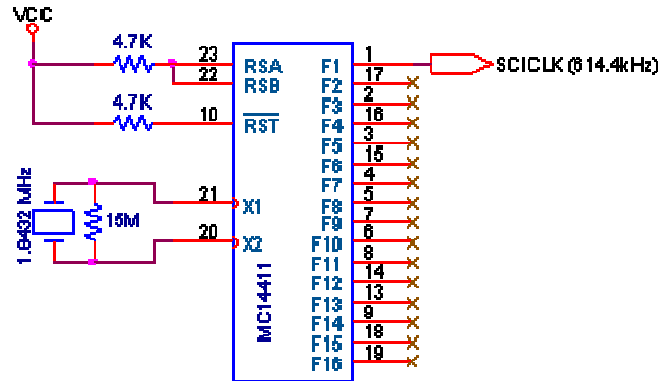 VCC
4.7K
23
RSA
22
RSB
4.7K
10
RST
21
X1
1.8432 MHz
15M
20
X2
MC14411
F1
1
SCICLK (614.4kHz)
F2
17
F3
2
F4
16
F5
3
F6
15
F7
4
F8
5
F9
7
F10
6
F11
8
F12
14
F13
13
F14
9
F15
18
F16
19